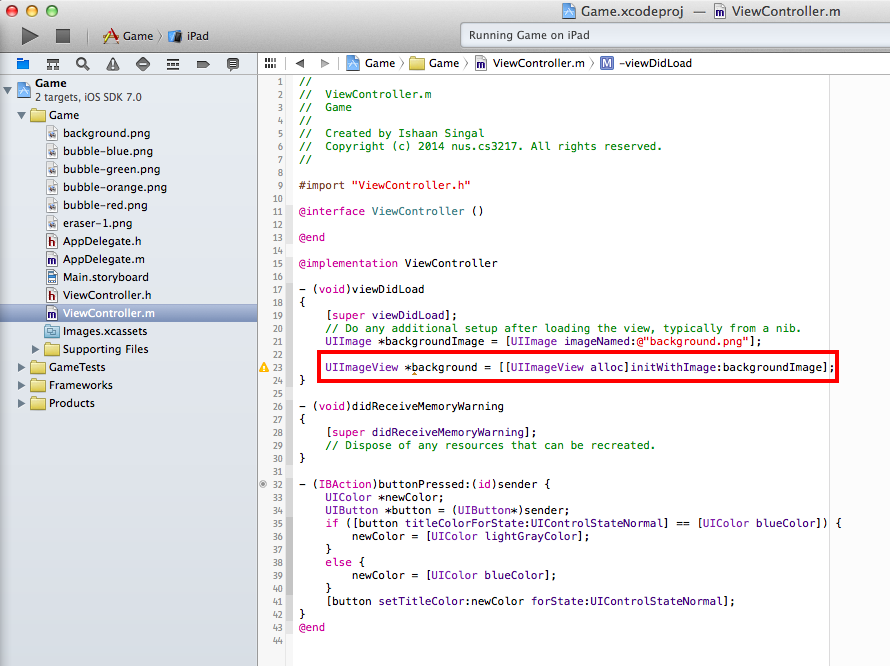 Game.xcodeproj — ViewController.m
Game iPad
Running Game on iPad
Game Game ViewController.m M -viewDidLoad
Game
2 targets, iOS SDK 7.0
Game
background.png
bubble-blue.png
bubble-green.png
bubble-orange.png
bubble-red.png
eraser-1.png
h AppDelegate.h
m AppDelegate.m
Main.storyboard
h ViewController.h
m ViewController.m
Images.xcassets
Supporting Files
GameTests
Frameworks
Products
1 //
2 //  ViewController.m
3 //  Game
4 //
5 //  Created by Ishaan Singal
6 //  Copyright (c) 2014 nus.cs3217. All rights reserved.
7 //
8
9 #import "ViewController.h"
10
11 @interface ViewController ()
12
13 @end
14
15 @implementation ViewController
16
17 - (void)viewDidLoad
18 {
19     [super viewDidLoad];
20     // Do any additional setup after loading the view, typically from a nib.
21     UIImage *backgroundImage = [UIImage imageNamed:@"background.png"];
22
23     UIImageView *background = [[UIImageView alloc]initWithImage:backgroundImage];
24 }
25
26 - (void)didReceiveMemoryWarning
27 {
28     [super didReceiveMemoryWarning];
29     // Dispose of any resources that can be recreated.
30 }
31
32 - (IBAction)buttonPressed:(id)sender {
33     UIColor *newColor;
34     UIButton *button = (UIButton*)sender;
35     if ([button titleColorForState:UIControlStateNormal] == [UIColor blueColor]) {
36         newColor = [UIColor lightGrayColor];
37     }
38     else {
39         newColor = [UIColor blueColor];
40     }
41     [button setTitleColor:newColor forState:UIControlStateNormal];
42 }
43 @end
44